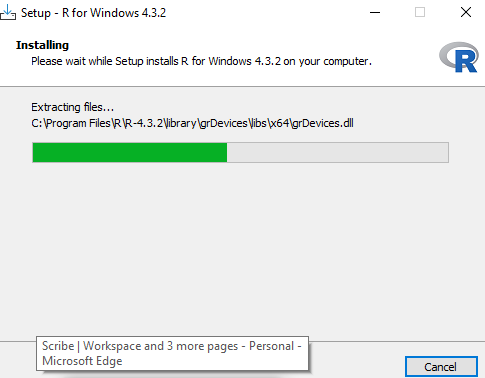 Setup - R for Windows 4.3.2
Installing
Please wait while Setup installs R for Windows 4.3.2 on your computer.
R
Extracting files...
C:\Program Files\R\R-4.3.2\library\grDevices\libs\x64\grDevices.dll
Scribe | Workspace and 3 more pages - Personal -
Microsoft Edge
Cancel